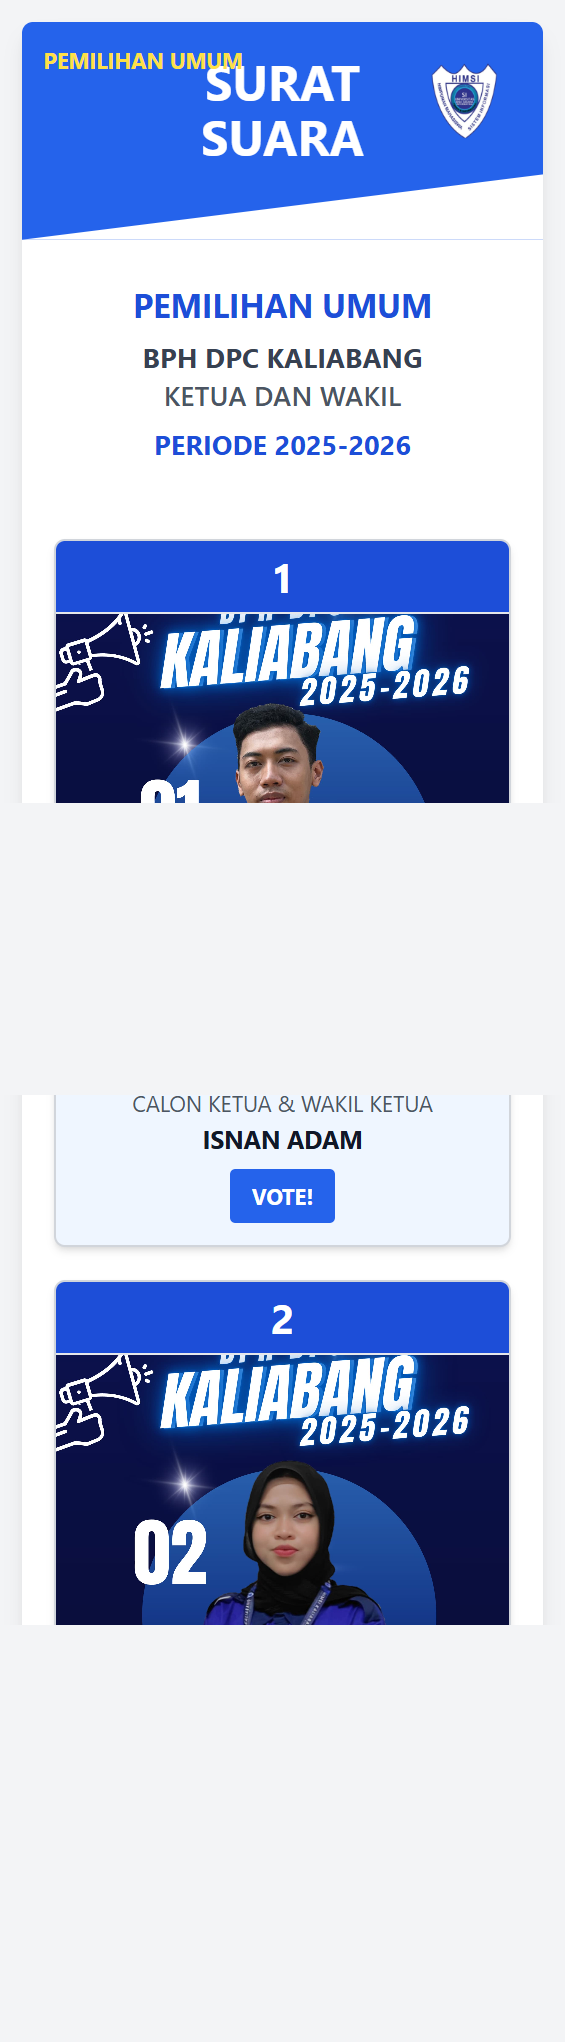 PEMILIHAN UMUM
SURAT
SUARA
HIMSI
PEMILIHAN UMUM
BPH DPC KALIABANG
KETUA DAN WAKIL
PERIODE 2025-2026
1
KALIABANG
2025-2026
01
CALON KETUA & WAKIL KETUA
ISNAN ADAM
VOTE!
2
KALIABANG
2025-2026
02